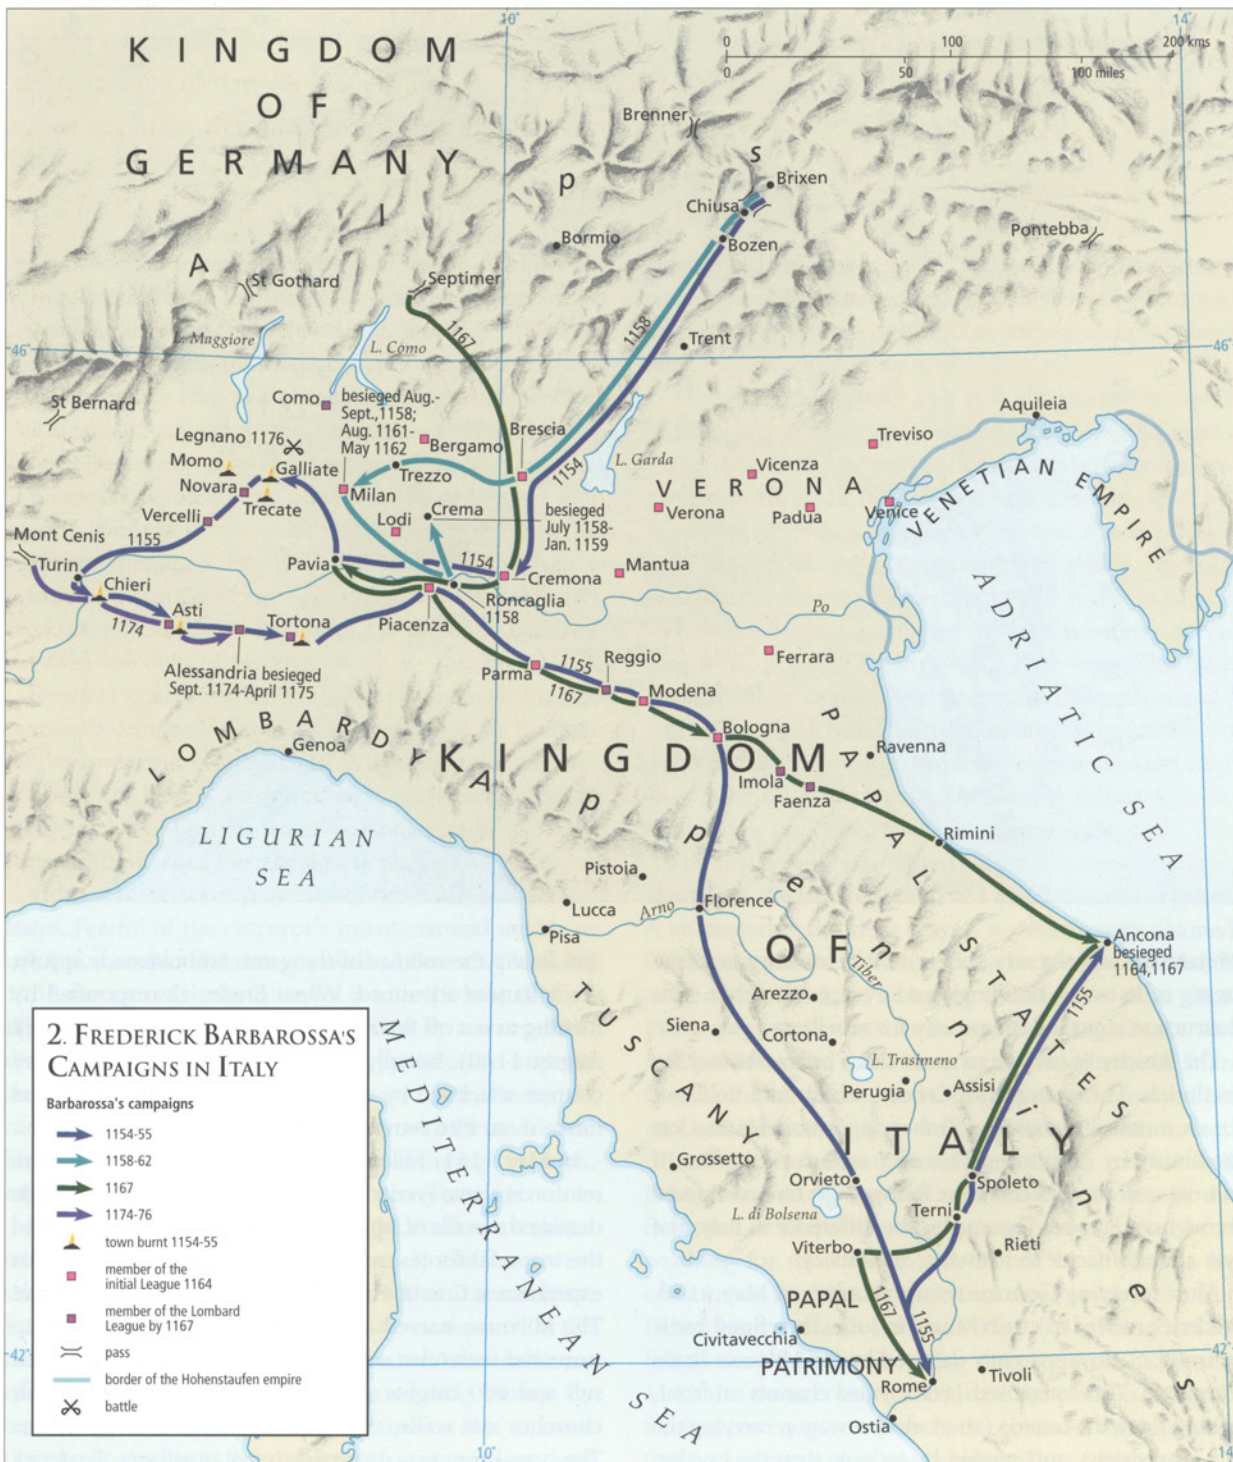 10°
14°
KINGDOM
OF
GERMANY
0 100 200 kms
0 50 100 miles
Brenner
Brixen
Chiusa
Bozen
Bormio
Pontebba
A l p s
St Gothard
Septimer
1167
1158
Trent
L. Maggiore
L. Como
46°
46°
St Bernard
Como
besieged Aug.-
Sept.,1158;
Aug. 1161-
May 1162
Bergamo
Brescia
Aquileia
Treviso
Legnano 1176
Momo
Galliate
Trezzo
1154
L. Garda
Vicenza
Novara
Milan
VERONA
VENETIAN EMPIRE
Trecate
Crema
Verona
Padua
Venice
Vercelli
Lodi
besieged
July 1158-
Jan. 1159
Mont Cenis
1155
Turin
Pavia
1154
Cremona
Mantua
Chieri
Roncaglia
1158
Po
1174
Asti
Tortona
Piacenza
ADRIATIC SEA
Alessandria besieged
Sept. 1174-April 1175
Parma
1155
1167
Reggio
Modena
Ferrara
LOMBARDY
Genoa
Bologna
KINGDOM
Ravenna
Imola
Faenza
PAPAL STATES
Appennines
LIGURIAN
SEA
Rimini
Pistoia
Lucca
Arno
Florence
Pisa
OF
Ancona
besieged
1164,1167
Tiber
Arezzo
1155
Siena
Cortona
TUSCANY
L. Trasimeno
Perugia
Assisi
ITALY
MEDITERRANEAN SEA
Grossetto
Orvieto
Spoleto
L. di Bolsena
Terni
Viterbo
Rieti
PAPAL
1167
1155
Civitavecchia
PATRIMONY
42°
42°
Rome
Tivoli
Ostia
10°
14
2. FREDERICK BARBAROSSA'S
CAMPAIGNS IN ITALY
Barbarossa's campaigns
1154-55
1158-62
1167
1174-76
town burnt 1154-55
member of the
initial League 1164
member of the Lombard
League by 1167
pass
border of the Hohenstaufen empire
battle